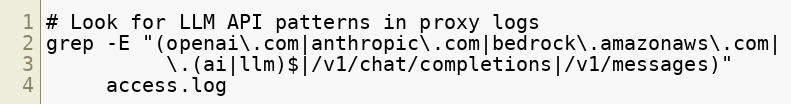 1 # Look for LLM API patterns in proxy logs
2 grep -E "(openai\.com|anthropic\.com|bedrock\.amazonaws\.com|
3           \.(ai|llm)$|/v1/chat/completions|/v1/messages)"
4      access.log